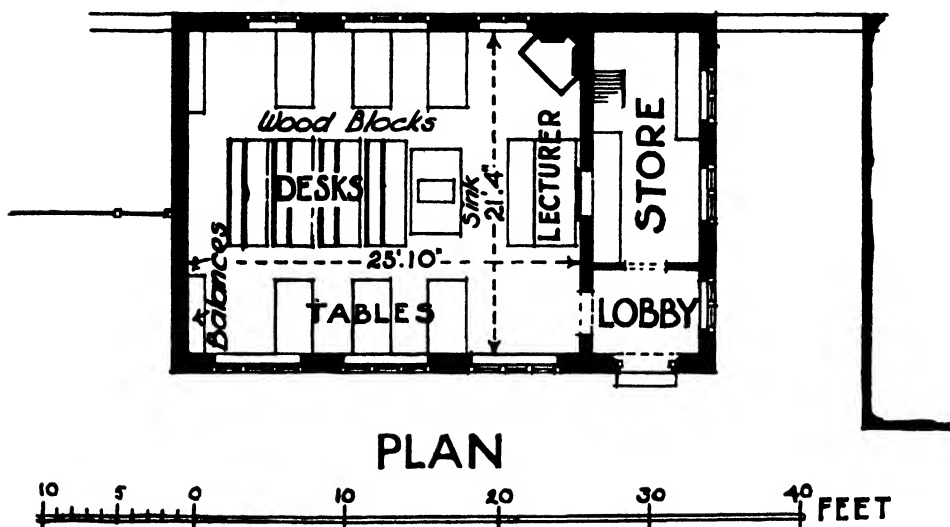 Wood Blocks
DESKS
Sink
21'.4"
LECTURER
STORE
25'.10"
Balances
TABLES
LOBBY
PLAN
10 5 0 10 20 30 40 FEET